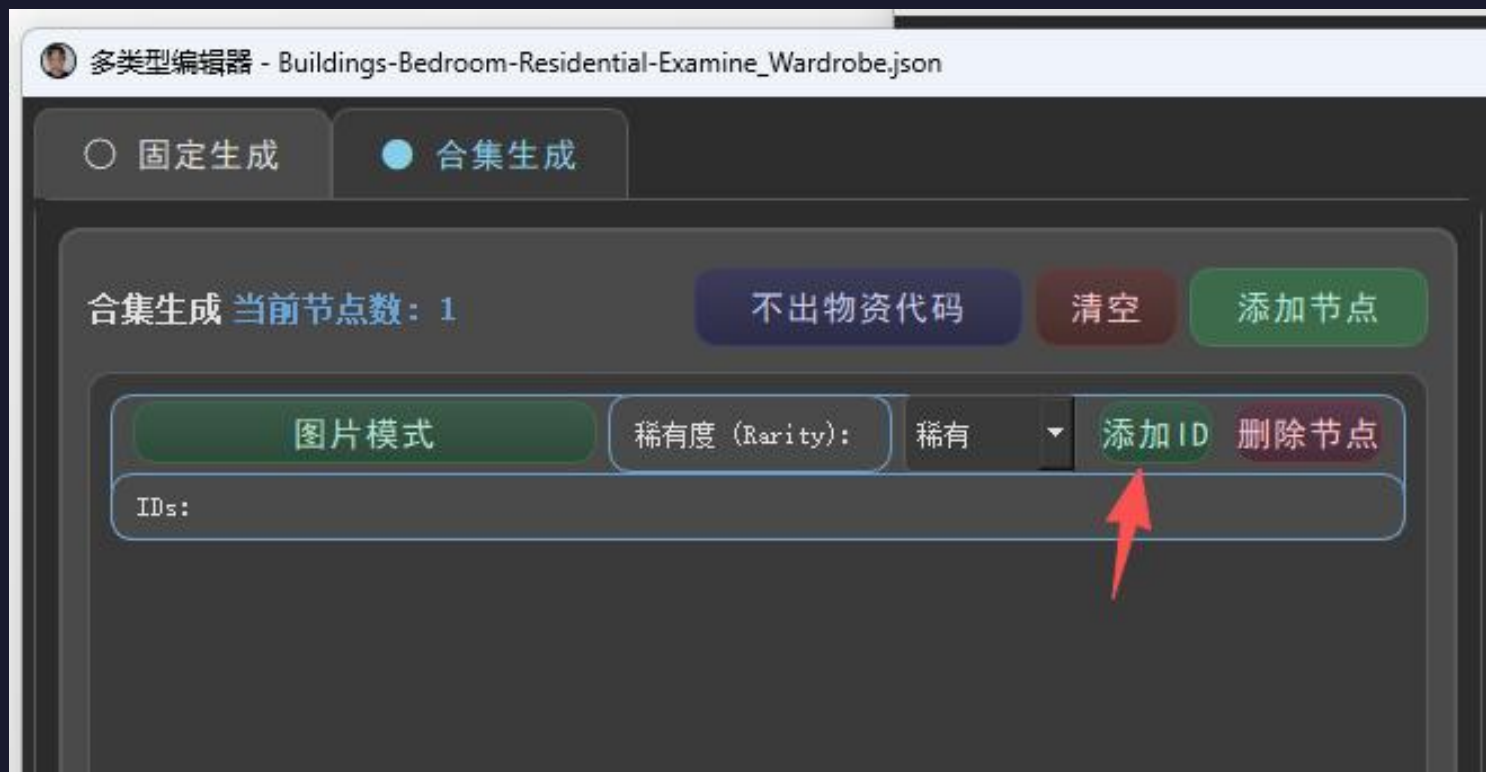 多类型编辑器 - Buildings-Bedroom-Residential-Examine_Wardrobe.json
固定生成 合集生成
合集生成 当前节点数: 1 不出物资代码 清空 添加节点
图片模式 稀有度 (Rarity): 稀有 添加ID 删除节点
IDs: